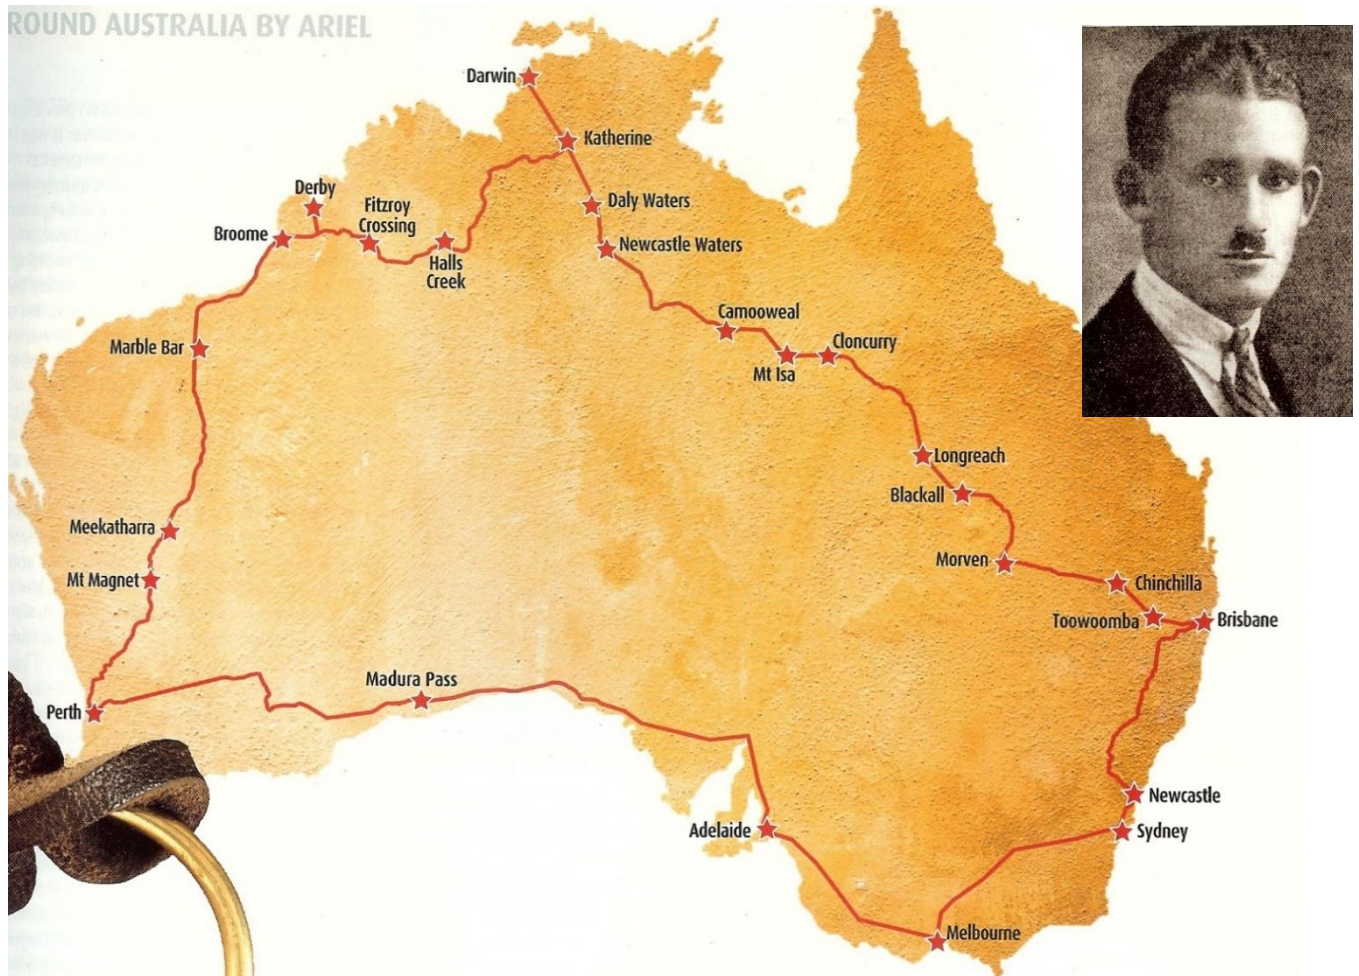 ROUND AUSTRALIA BY ARIEL
Darwin
Katherine
Derby
Fitzroy
Crossing
Daly Waters
Broome
Halls
Creek
Newcastle Waters
Camooweal
Marble Bar
Cloncurry
Mt Isa
Longreach
Blackall
Meekatharra
Morven
Mt Magnet
Chinchilla
Toowoomba
Brisbane
Madura Pass
Perth
Newcastle
Adelaide
Sydney
Melbourne